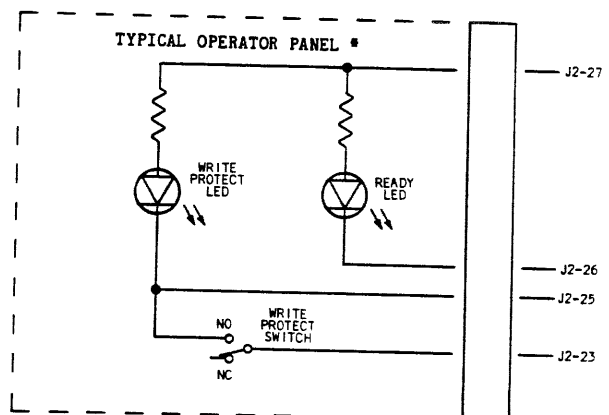 TYPICAL OPERATOR PANEL *
J2-27
WRITE
PROTECT
LED
READY
LED
J2-26
J2-25
NO
WRITE
PROTECT
SWITCH
J2-23
NC